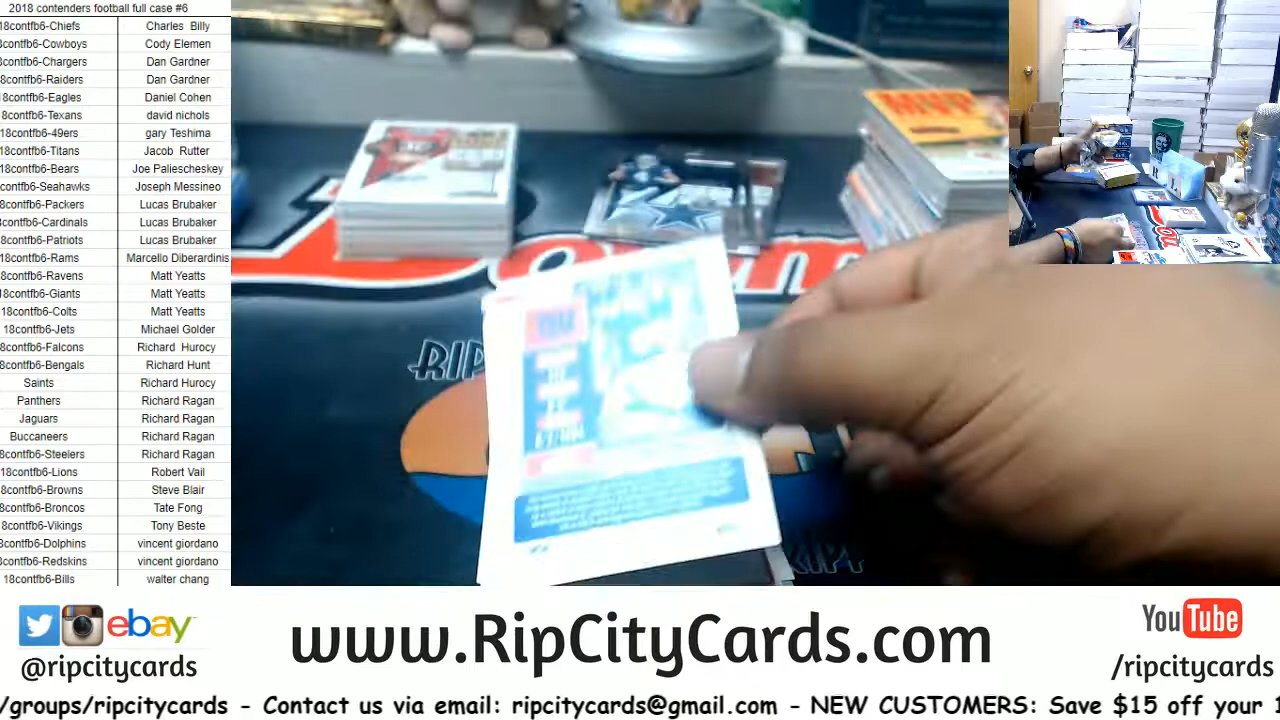 2018 contenders football full case #6
18contfb6-Chiefs Charles Billy
8contfb6-Cowboys Cody Elemen
8contfb6-Chargers Dan Gardner
8contfb6-Raiders Dan Gardner
8contfb6-Eagles Daniel Cohen
18contfb6-Texans david nichols
18contfb6-49ers gary Teshima
18contfb6-Titans Jacob Rutter
18contfb6-Bears Joe Paliescheskey
contfb6-Seahawks Joseph Messineo
8contfb6-Packers Lucas Brubaker
contfb6-Cardinals Lucas Brubaker
8contfb6-Patriots Lucas Brubaker
18contfb6-Rams Marcello Diberardinis
8contfb6-Ravens Matt Yeatts
18contfb6-Giants Matt Yeatts
18contfb6-Colts Matt Yeatts
18contfb6-Jets Michael Golder
8contfb6-Falcons Richard Hurocy
8contfb6-Bengals Richard Hunt
Saints Richard Hurocy
Panthers Richard Ragan
Jaguars Richard Ragan
Buccaneers Richard Ragan
8contfb6-Steelers Richard Ragan
18contfb6-Lions Robert Vail
8contfb6-Browns Steve Blair
8contfb6-Broncos Tate Fong
8contfb6-Vikings Tony Beste
8contfb6-Dolphins vincent giordano
contfb6-Redskins vincent giordano
18contfb6-Bills walter chang
MVP
RIP
RIP
ebay
@ripcitycards
www.RipCityCards.com
YouTube
/ripcitycards
/groups/ripcitycards - Contact us via email: ripcitycards@gmail.com - NEW CUSTOMERS: Save $15 off your 1